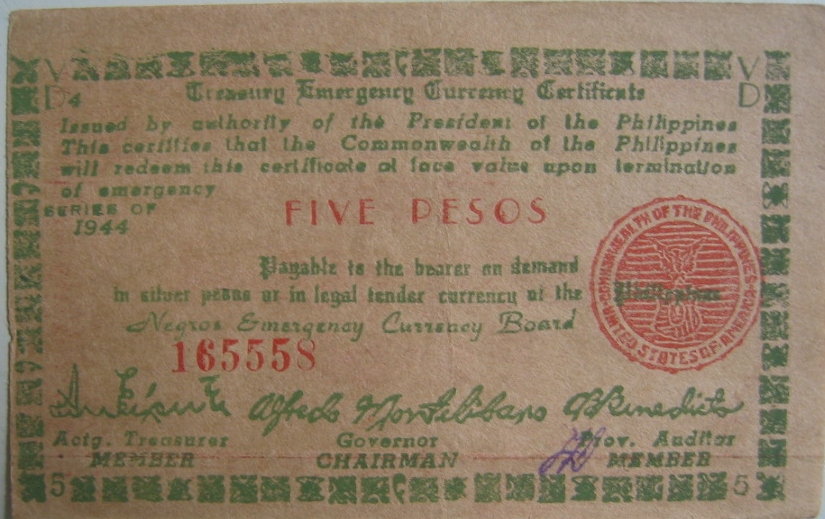 V V
D4 D
Treasury Emergency Currency Certificate
Issued by authority of the President of the Philippines
This certifies that the Commonwealth of the Philippines
will redeem this certificate at face value upon termination
of emergency
SERIES OF
1944
FIVE PESOS
Payable to the bearer on demand
in silver pesos or in legal tender currency of the Philippines
Negros Emergency Currency Board
COMMONWEALTH OF THE PHILIPPINES
UNITED STATES OF AMERICA
165558
Alfredo Montelibano
Actg. Treasurer Governor Prov. Auditor
MEMBER CHAIRMAN MEMBER
5 5